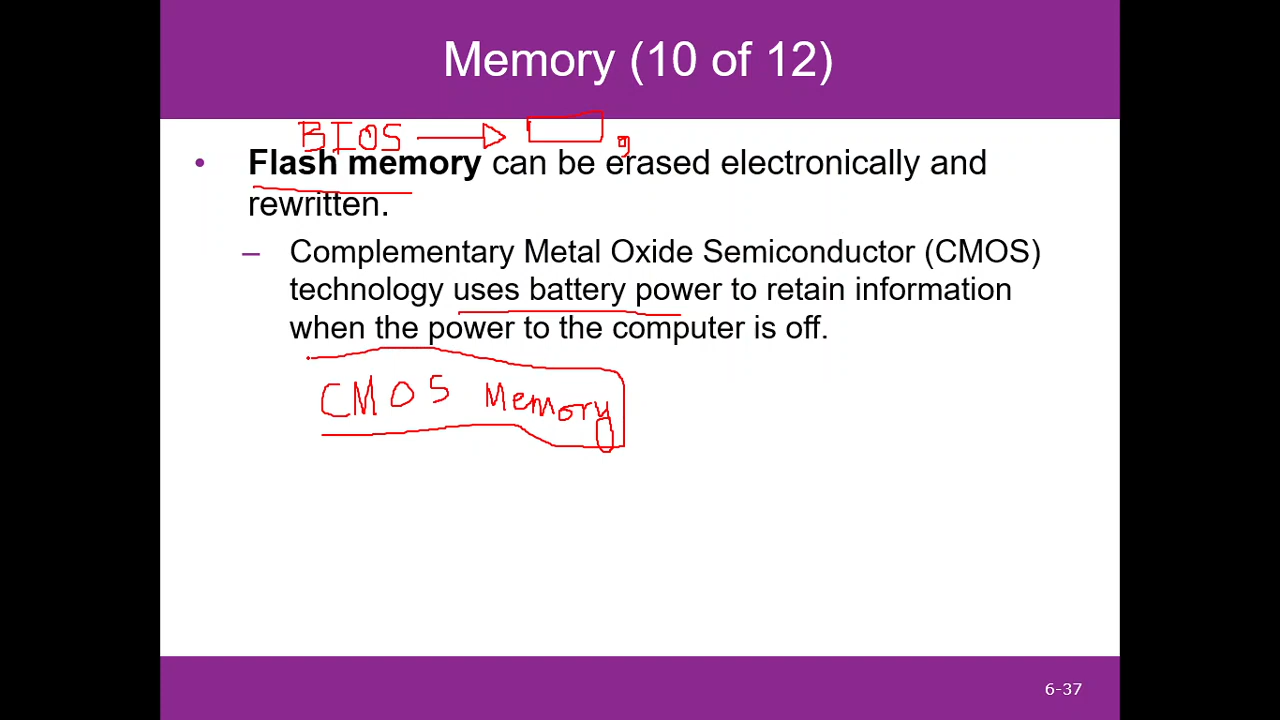 Memory (10 of 12)
BIOS
• Flash memory can be erased electronically and
rewritten.
– Complementary Metal Oxide Semiconductor (CMOS)
technology uses battery power to retain information
when the power to the computer is off.
CMOS Memory
6-37